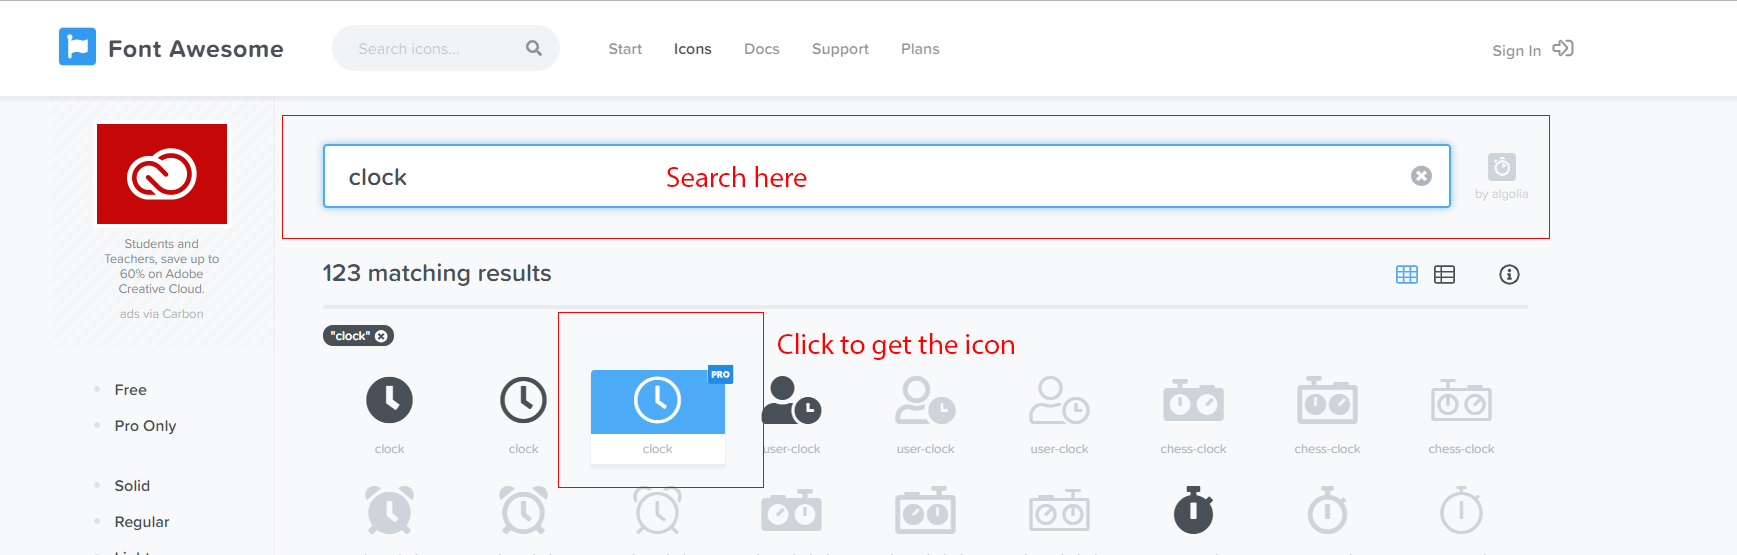 Font Awesome
Search icons...
Start
Icons
Docs
Support
Plans
Sign In
Students and
Teachers, save up to
60% on Adobe
Creative Cloud.
ads via Carbon
clock
Search here
by algolia
123 matching results
"clock"
Click to get the icon
PRO
clock
clock
clock
user-clock
user-clock
user-clock
chess-clock
chess-clock
chess-clock
Free
Pro Only
Solid
Regular